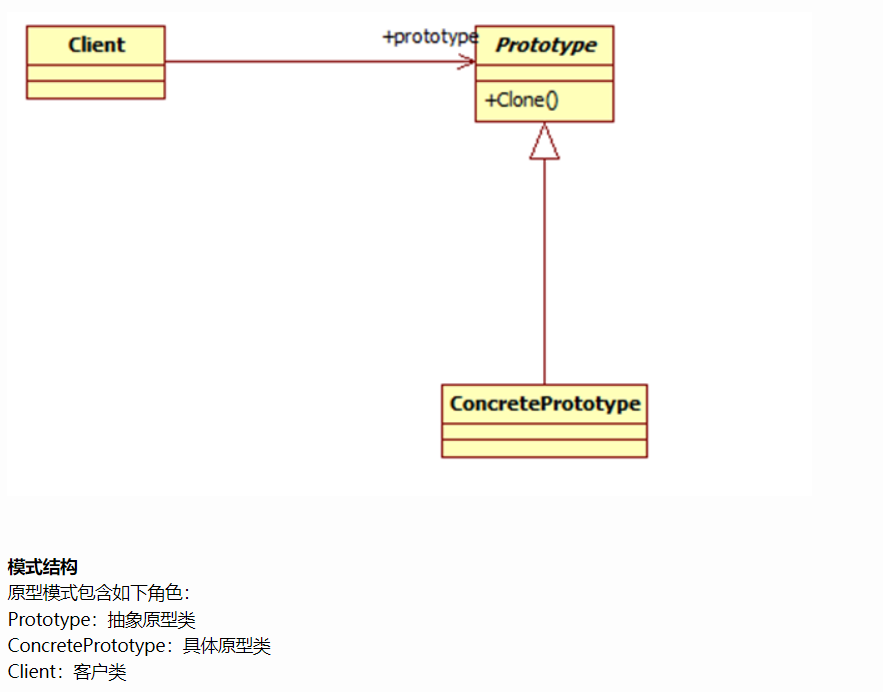 Client
+prototype
Prototype
+Clone()
ConcretePrototype
模式结构
原型模式包含如下角色：
Prototype：抽象原型类
ConcretePrototype：具体原型类
Client：客户类